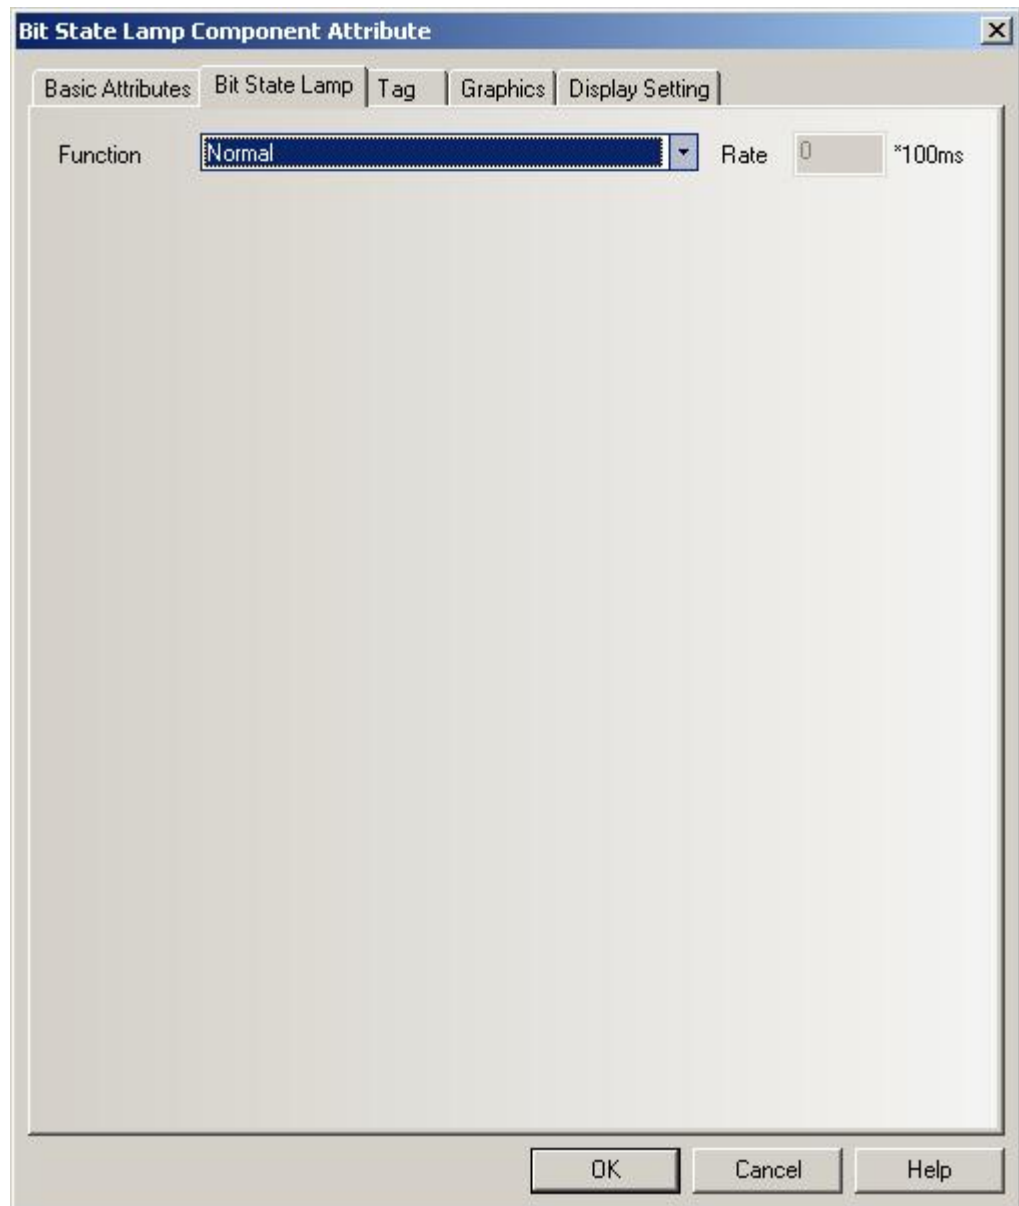 Bit State Lamp Component Attribute
Basic Attributes Bit State Lamp Tag Graphics Display Setting
Function Normal Rate 0 *100ms
OK Cancel Help